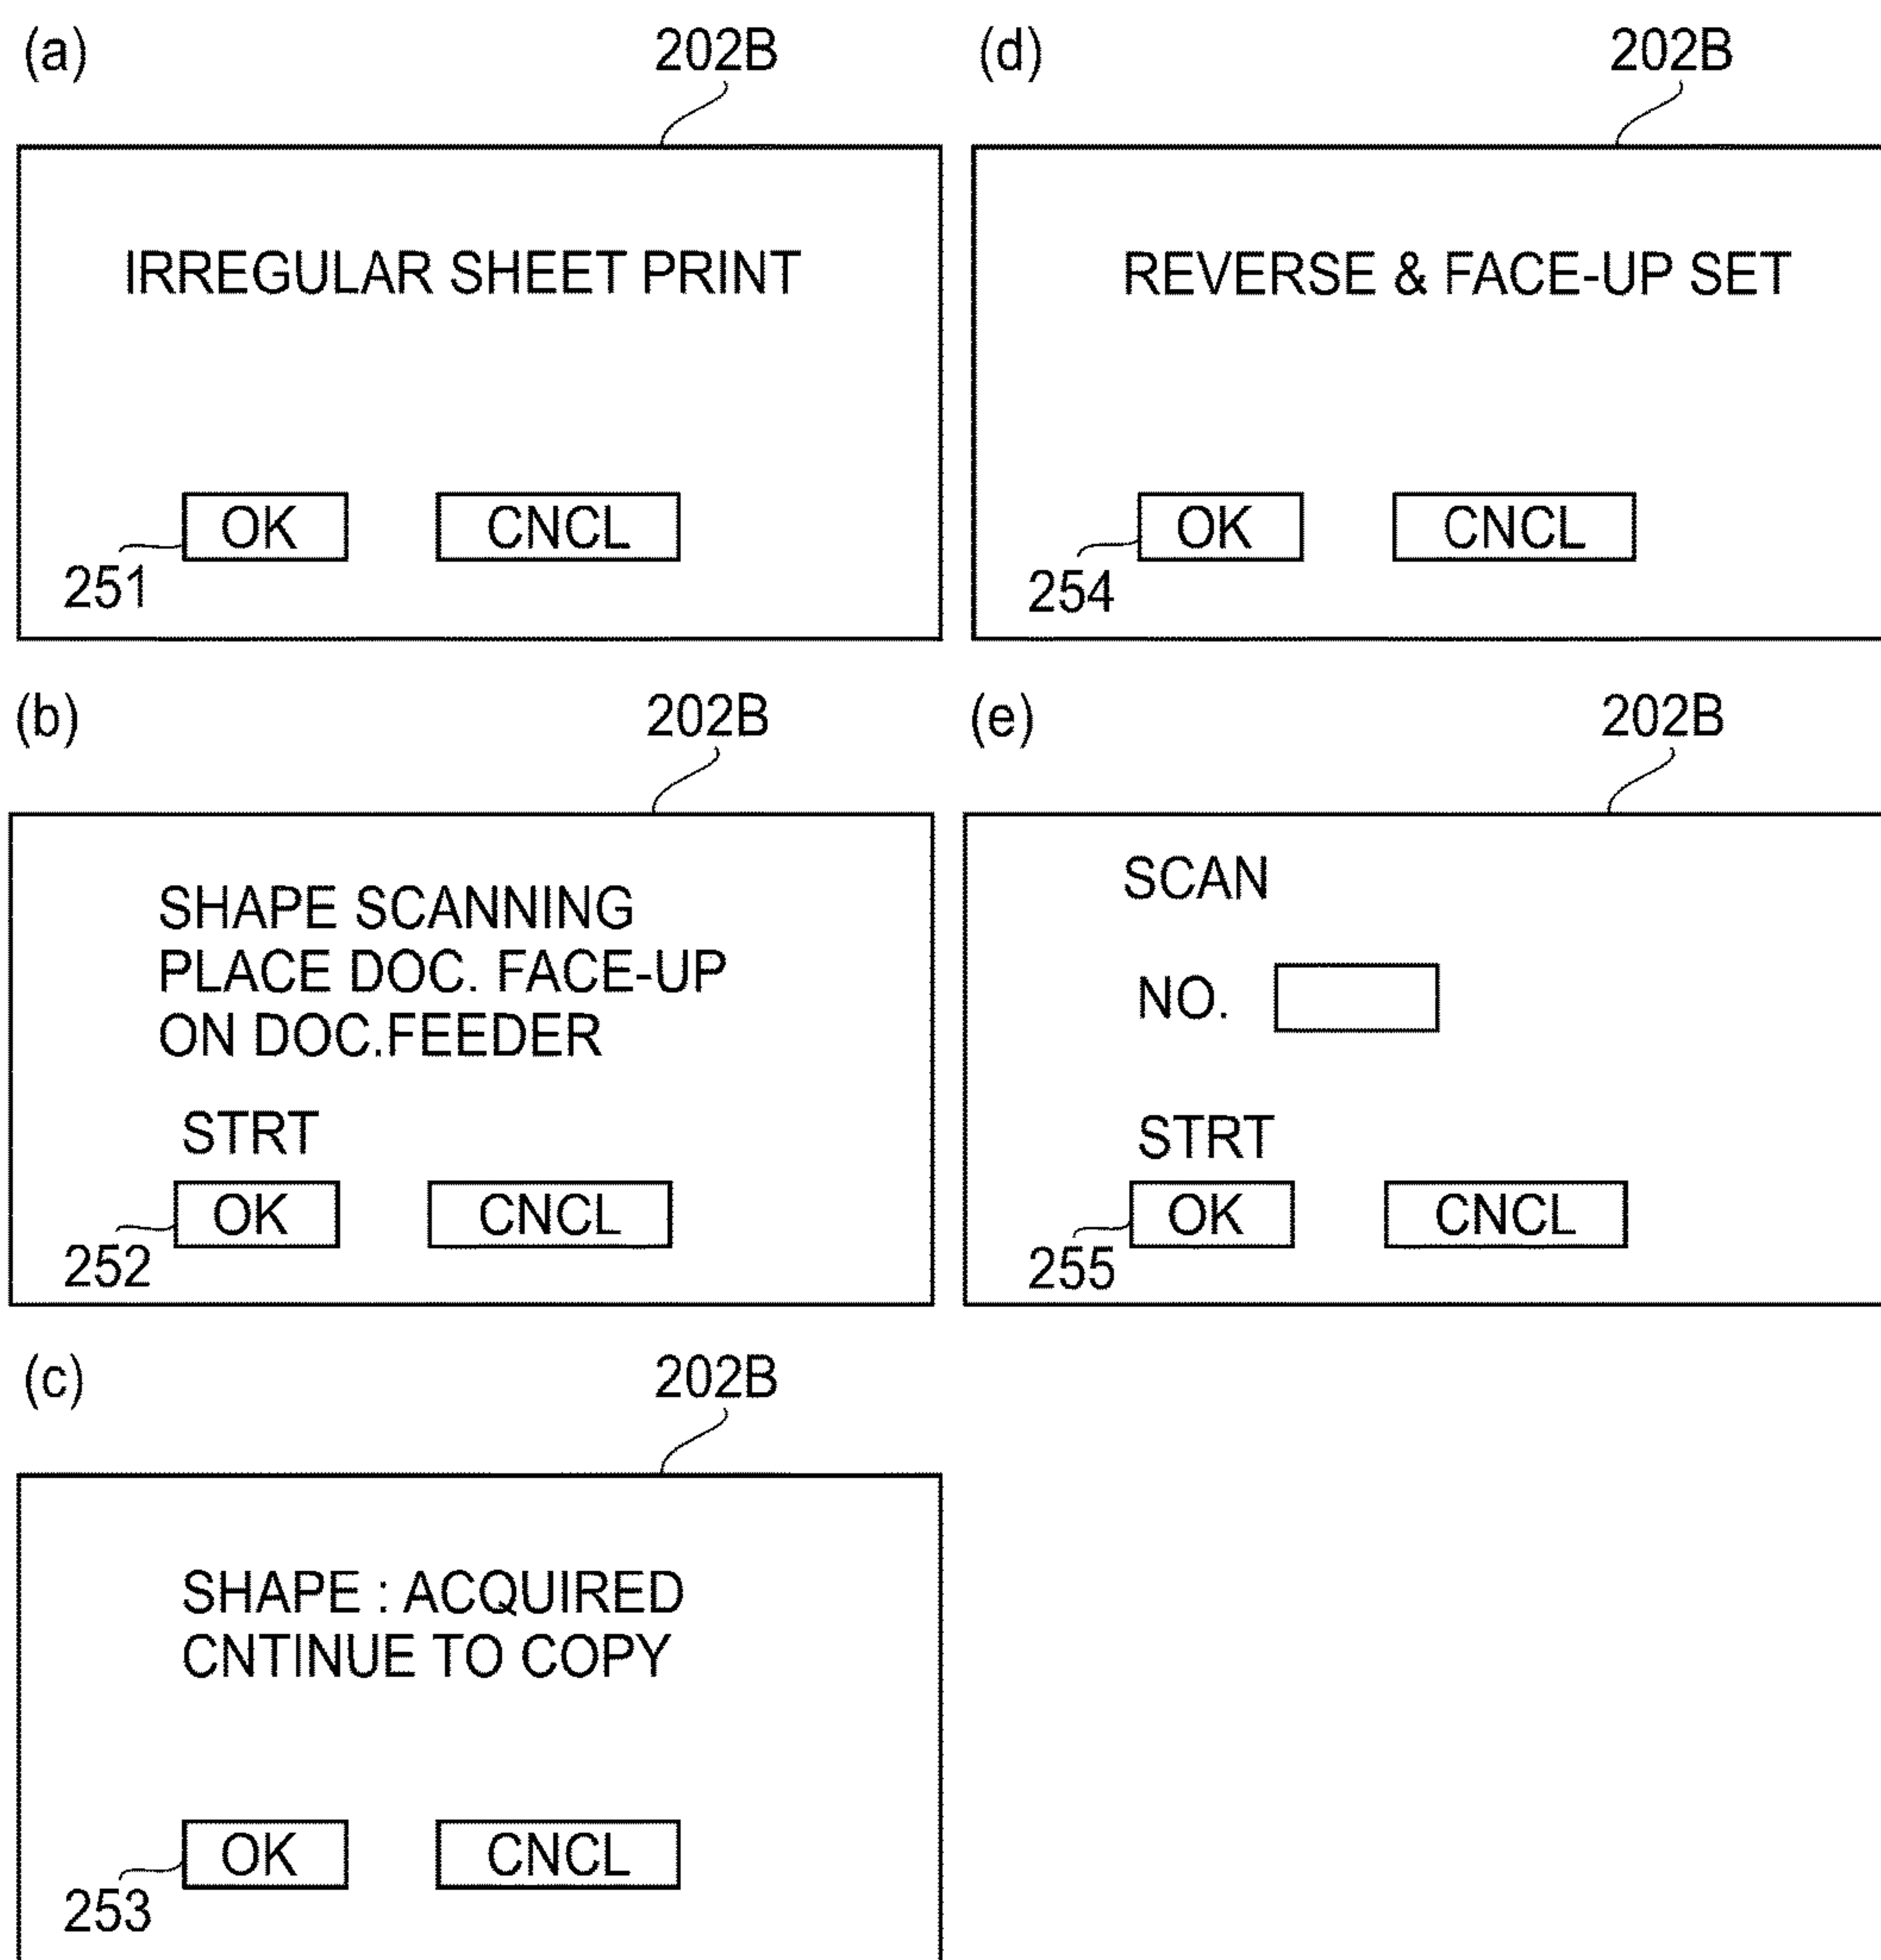 (a)
202B
IRREGULAR SHEET PRINT
OK CNCL
251
(b)
202B
SHAPE SCANNING
PLACE DOC. FACE-UP
ON DOC.FEEDER
STRT
OK CNCL
252
(c)
202B
SHAPE : ACQUIRED
CNTINUE TO COPY
OK CNCL
253
(d)
202B
REVERSE & FACE-UP SET
OK CNCL
254
(e)
202B
SCAN
NO.
STRT
OK CNCL
255